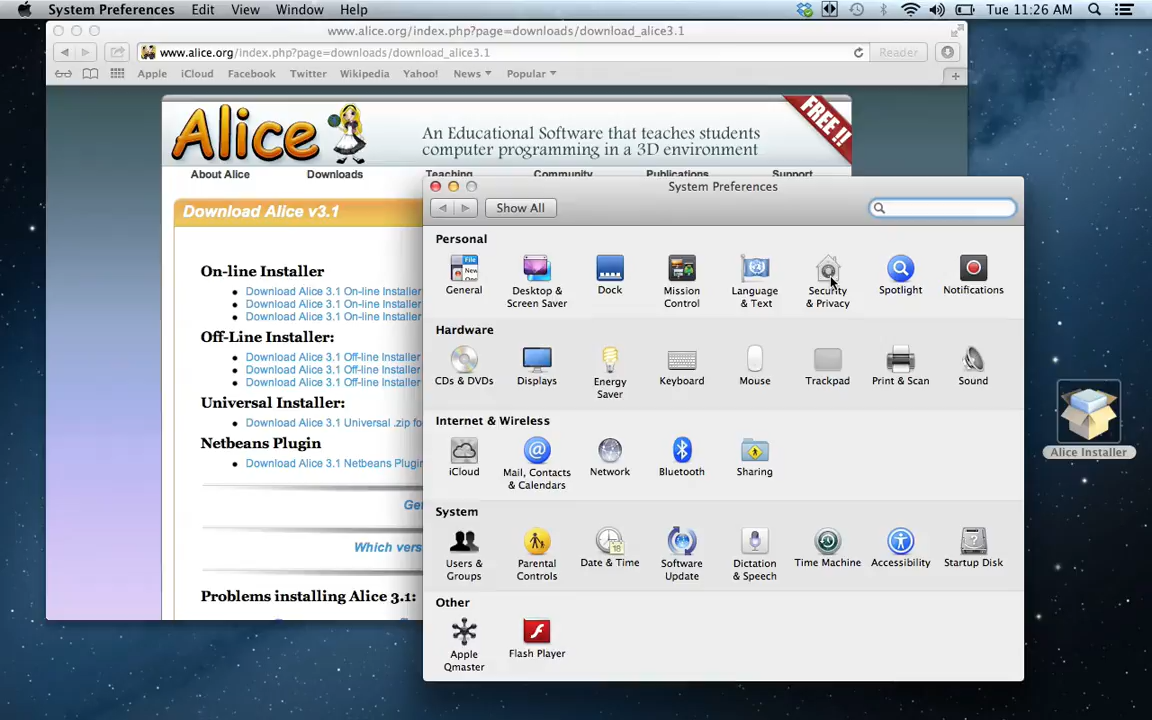 System Preferences Edit View Window Help Tue 11:26 AM
www.alice.org/index.php?page=downloads/download_alice3.1
www.alice.org/index.php?page=downloads/download_alice3.1 Reader
Apple iCloud Facebook Twitter Wikipedia Yahoo! News Popular
Alice
An Educational Software that teaches students
computer programming in a 3D environment
FREE !!
About Alice Downloads Teaching Community Publications Support
Download Alice v3.1
On-line Installer
Download Alice 3.1 On-line Installer
Download Alice 3.1 On-line Installer
Download Alice 3.1 On-line Installer
Off-Line Installer:
Download Alice 3.1 Off-line Installer
Download Alice 3.1 Off-line Installer
Download Alice 3.1 Off-line Installer
Universal Installer:
Download Alice 3.1 Universal .zip fo
Netbeans Plugin
Download Alice 3.1 Netbeans Plugin
Ge
Which vers
Problems installing Alice 3.1:
System Preferences
Show All
Personal
General
Desktop &
Screen Saver
Dock
Mission
Control
Language
& Text
Security
& Privacy
Spotlight
Notifications
Hardware
CDs & DVDs
Displays
Energy
Saver
Keyboard
Mouse
Trackpad
Print & Scan
Sound
Internet & Wireless
iCloud
Mail, Contacts
& Calendars
Network
Bluetooth
Sharing
System
Users &
Groups
Parental
Controls
Date & Time
Software
Update
Dictation
& Speech
Time Machine
Accessibility
Startup Disk
Other
Apple
Qmaster
Flash Player
Alice Installer